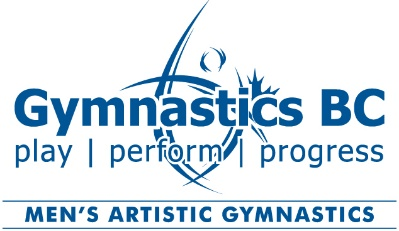 Gymnastics BC
play | perform | progress
MEN'S ARTISTIC GYMNASTICS